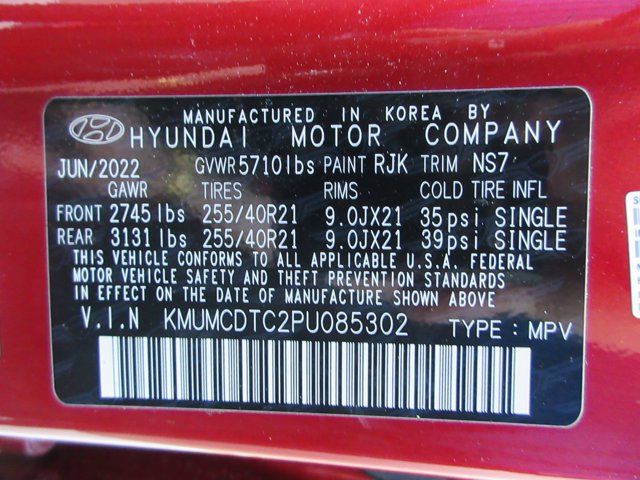 MANUFACTURED IN KOREA BY
HYUNDAI MOTOR COMPANY
JUN/2022 GVWR 5710lbs PAINT RJK TRIM NS7
GAWR TIRES RIMS COLD TIRE INFL
FRONT 2745lbs 255/40R21 9.0JX21 35psi SINGLE
REAR 3131lbs 255/40R21 9.0JX21 39psi SINGLE
THIS VEHICLE CONFORMS TO ALL APPLICABLE U.S.A. FEDERAL
MOTOR VEHICLE SAFETY AND THEFT PREVENTION STANDARDS
IN EFFECT ON THE DATE OF MANUFACTURE SHOWN ABOVE.
V.I.N KMUMCDTC2PU085302 TYPE : MPV